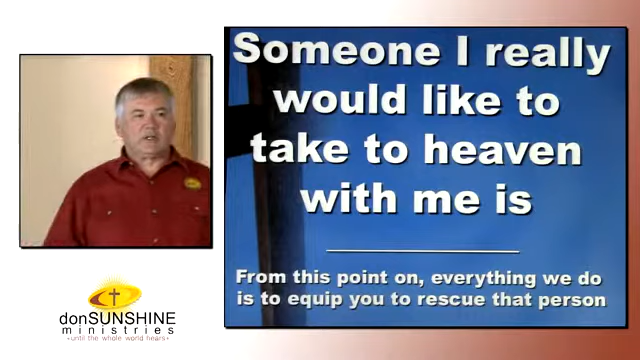 Someone I really
would like to
take to heaven
with me is
From this point on, everything we do
is to equip you to rescue that person
donSUNSHINE
ministries
-until the whole world hears-